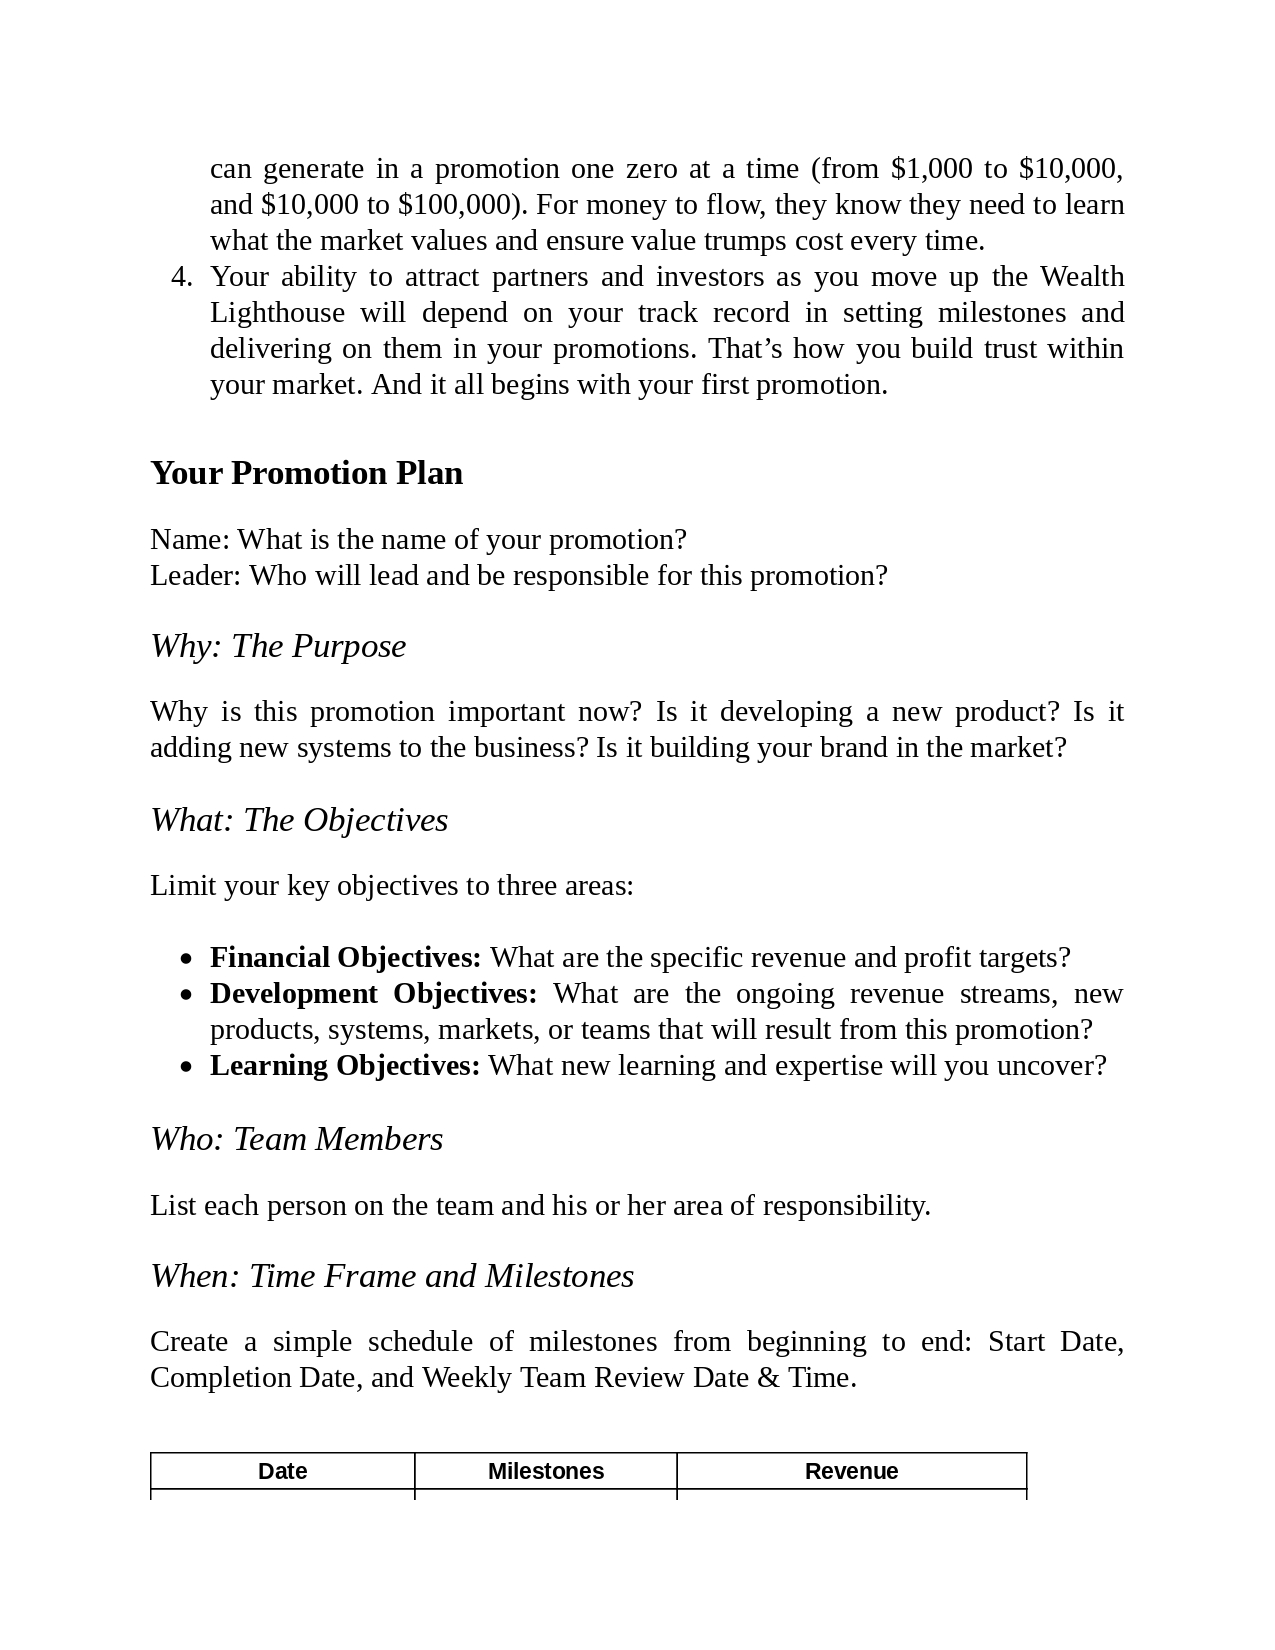 can generate in a promotion one zero at a time (from $1,000 to $10,000,
and $10,000 to $100,000). For money to flow, they know they need to learn
what the market values and ensure value trumps cost every time.
4. Your ability to attract partners and investors as you move up the Wealth
Lighthouse will depend on your track record in setting milestones and
delivering on them in your promotions. That’s how you build trust within
your market. And it all begins with your first promotion.
Your Promotion Plan
Name: What is the name of your promotion?
Leader: Who will lead and be responsible for this promotion?
Why: The Purpose
Why is this promotion important now? Is it developing a new product? Is it
adding new systems to the business? Is it building your brand in the market?
What: The Objectives
Limit your key objectives to three areas:
• Financial Objectives: What are the specific revenue and profit targets?
• Development Objectives: What are the ongoing revenue streams, new
products, systems, markets, or teams that will result from this promotion?
• Learning Objectives: What new learning and expertise will you uncover?
Who: Team Members
List each person on the team and his or her area of responsibility.
When: Time Frame and Milestones
Create a simple schedule of milestones from beginning to end: Start Date,
Completion Date, and Weekly Team Review Date & Time.
Date Milestones Revenue